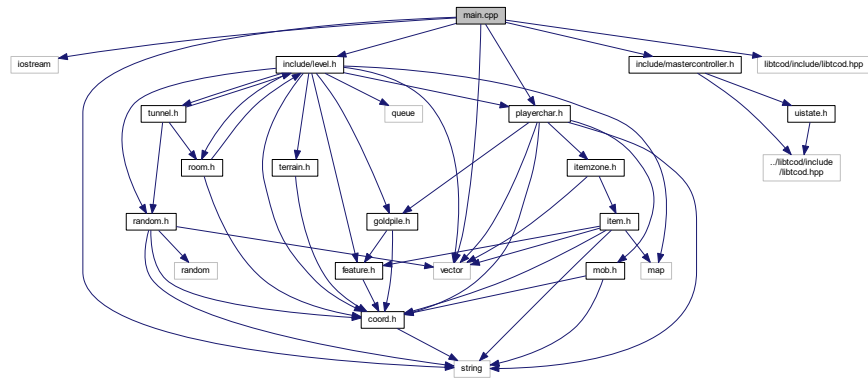 main.cpp
iostream
include/level.h
include/mastercontroller.h
libtcod/include/libtcod.hpp
tunnel.h
queue
playerchar.h
uistate.h
room.h
terrain.h
itemzone.h
../libtcod/include
/libtcod.hpp
random.h
goldpile.h
item.h
random
feature.h
vector
mob.h
map
coord.h
string